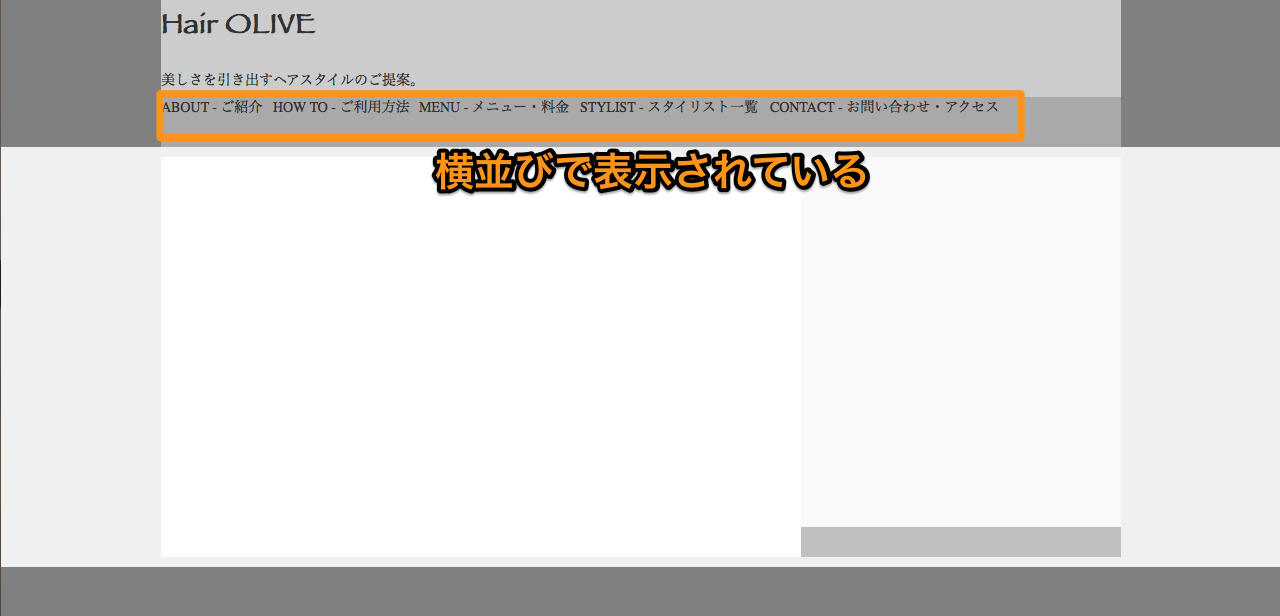 Hair OLIVE
美しさを引き出すヘアスタイルのご提案。
ABOUT - ご紹介 HOW TO - ご利用方法 MENU - メニュー・料金 STYLIST - スタイリスト一覧 CONTACT - お問い合わせ・アクセス
横並びで表示されている